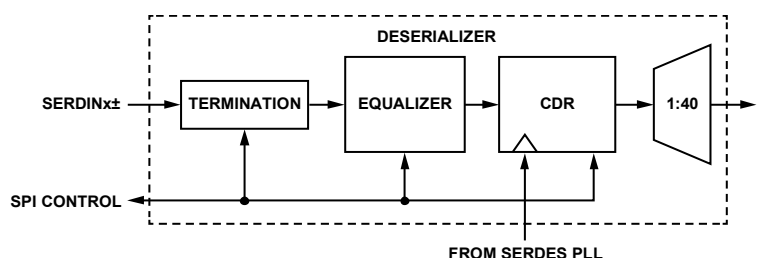 DESERIALIZER
SERDINx±
TERMINATION
EQUALIZER
CDR
1:40
SPI CONTROL
FROM SERDES PLL